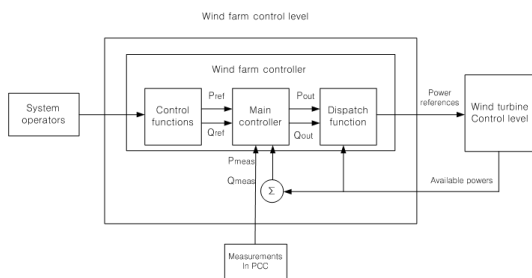 Wind farm control level
Wind farm controller
System
operators
Control
functions
Pref
Qref
Main
controller
Pout
Qout
Dispatch
function
Power
references
Wind turbine
Control level
Pmeas
Qmeas
Σ
Available powers
Measurements
In PCC